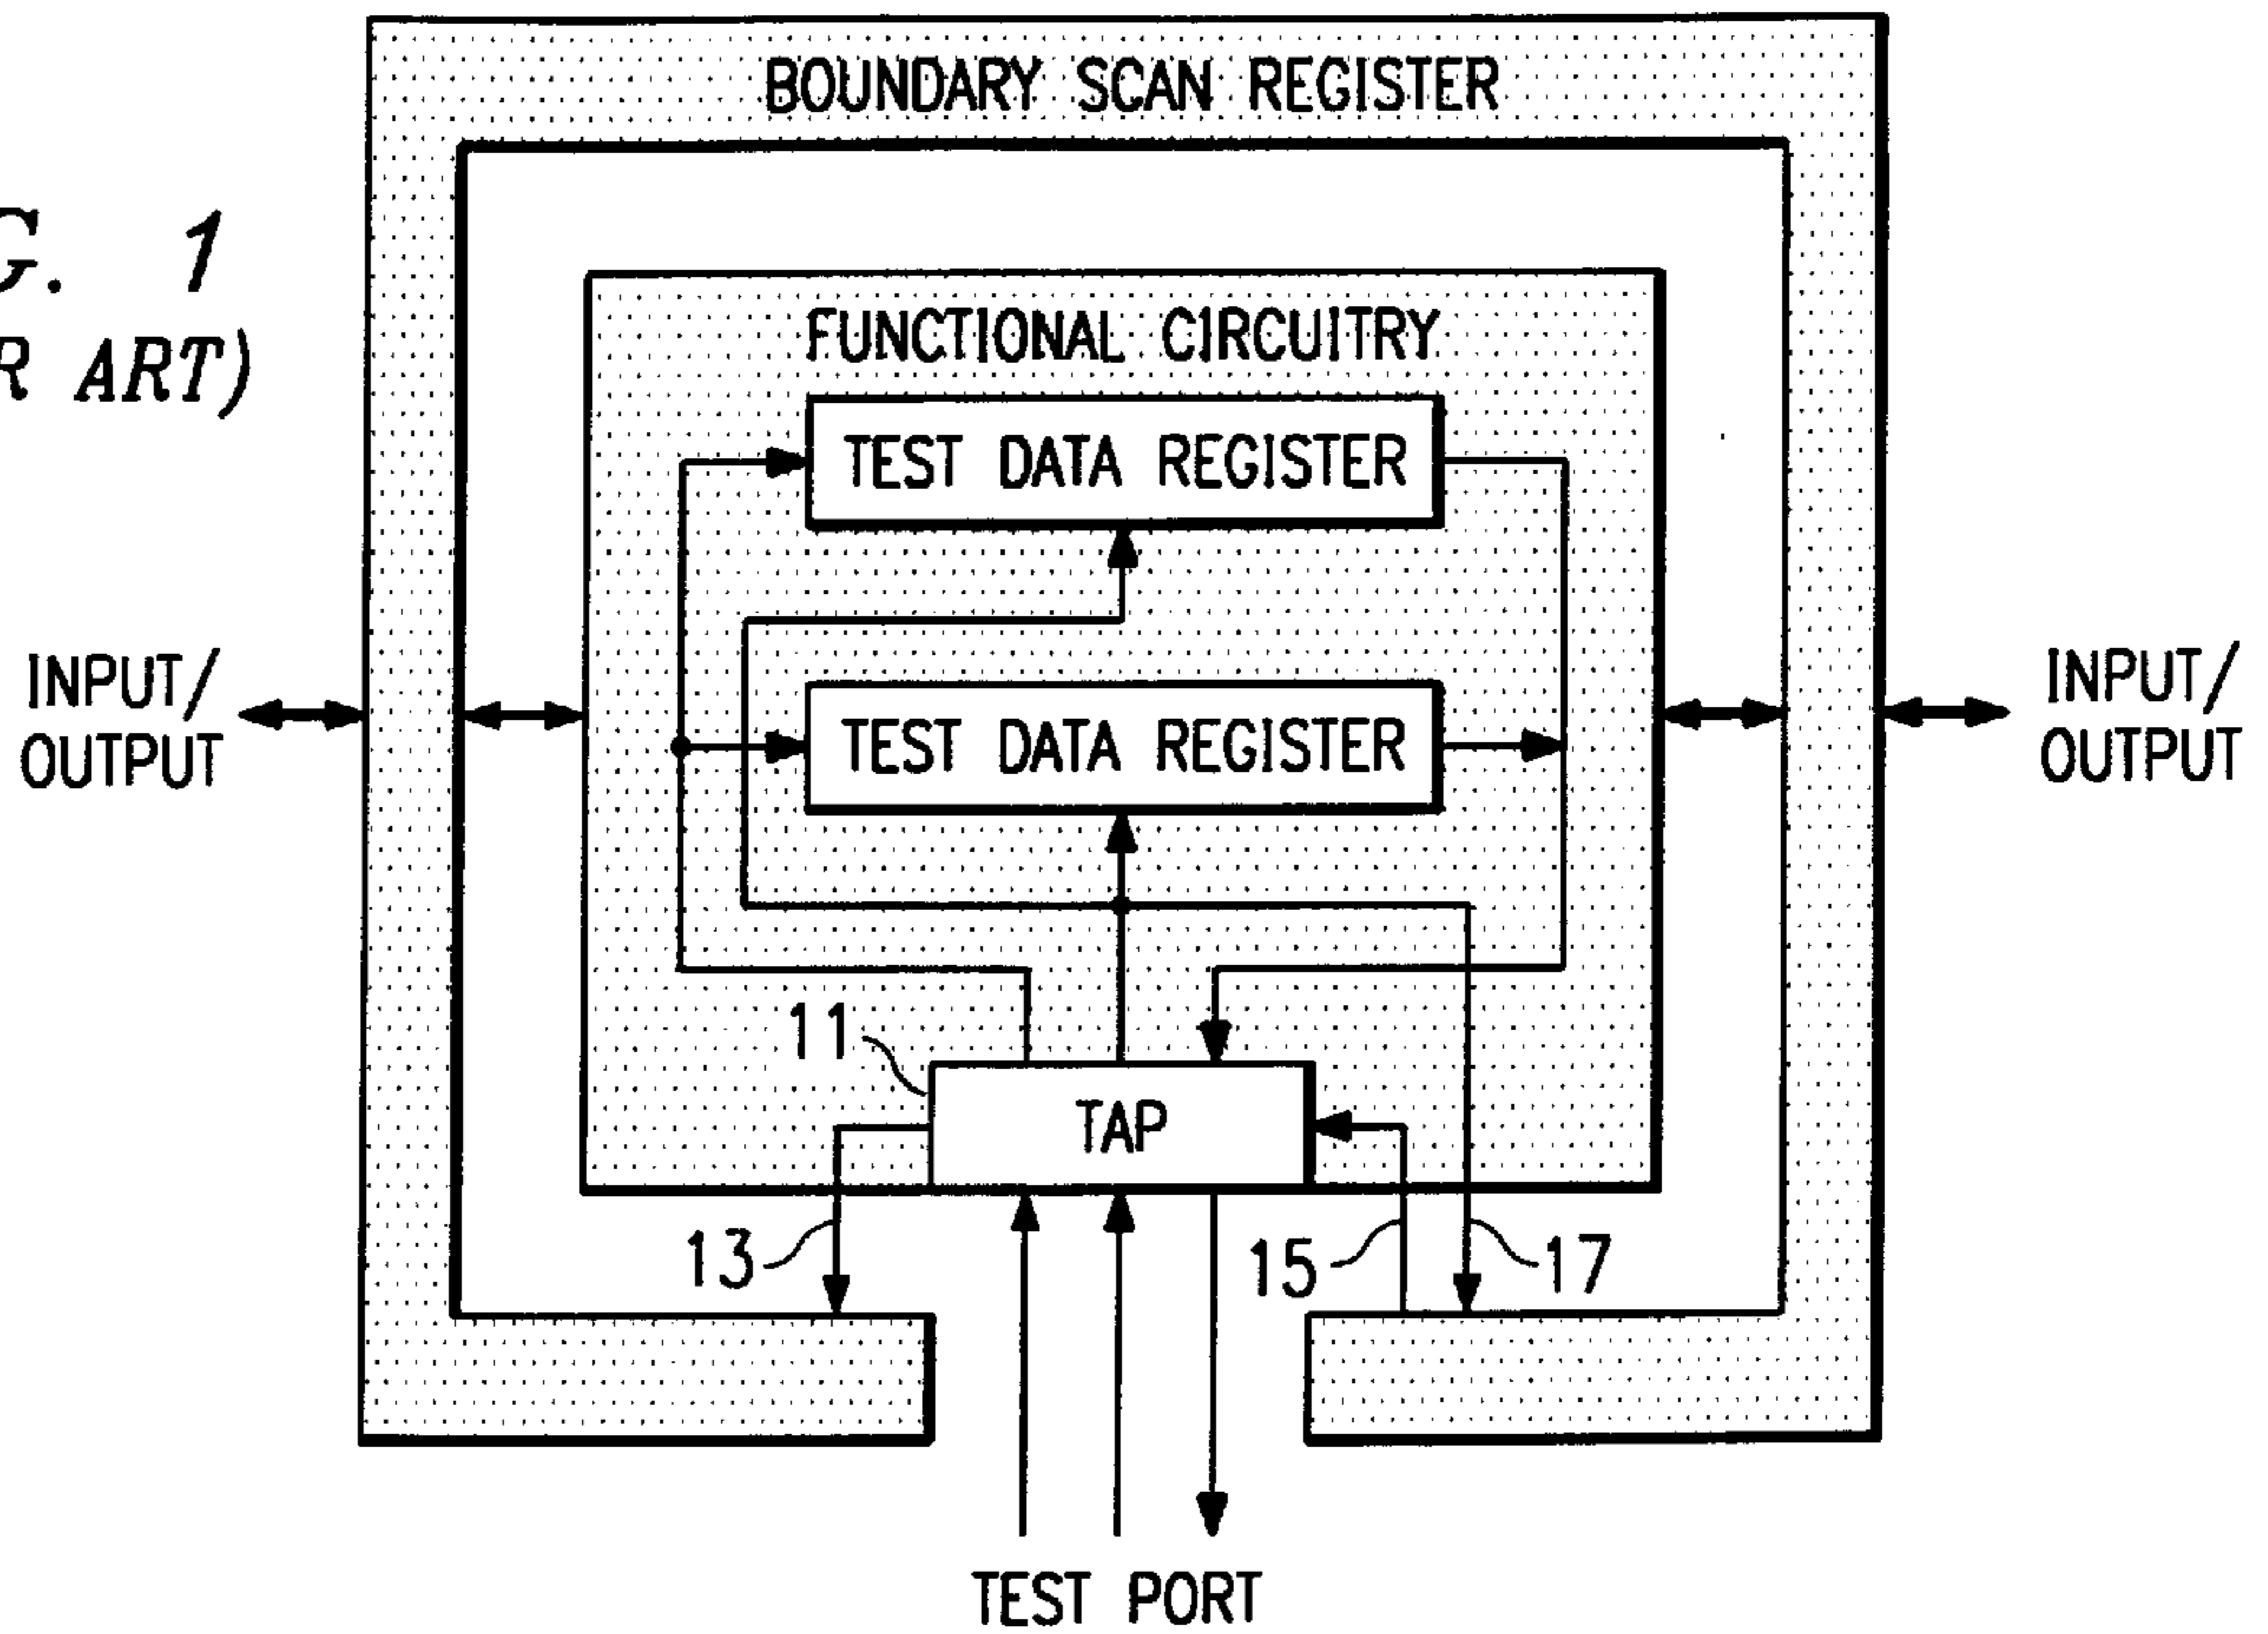 BOUNDARY SCAN REGISTER
G. 1
R ART)
FUNCTIONAL CIRCUITRY
TEST DATA REGISTER
INPUT/
OUTPUT
TEST DATA REGISTER
INPUT/
OUTPUT
11
TAP
13
15
17
TEST PORT